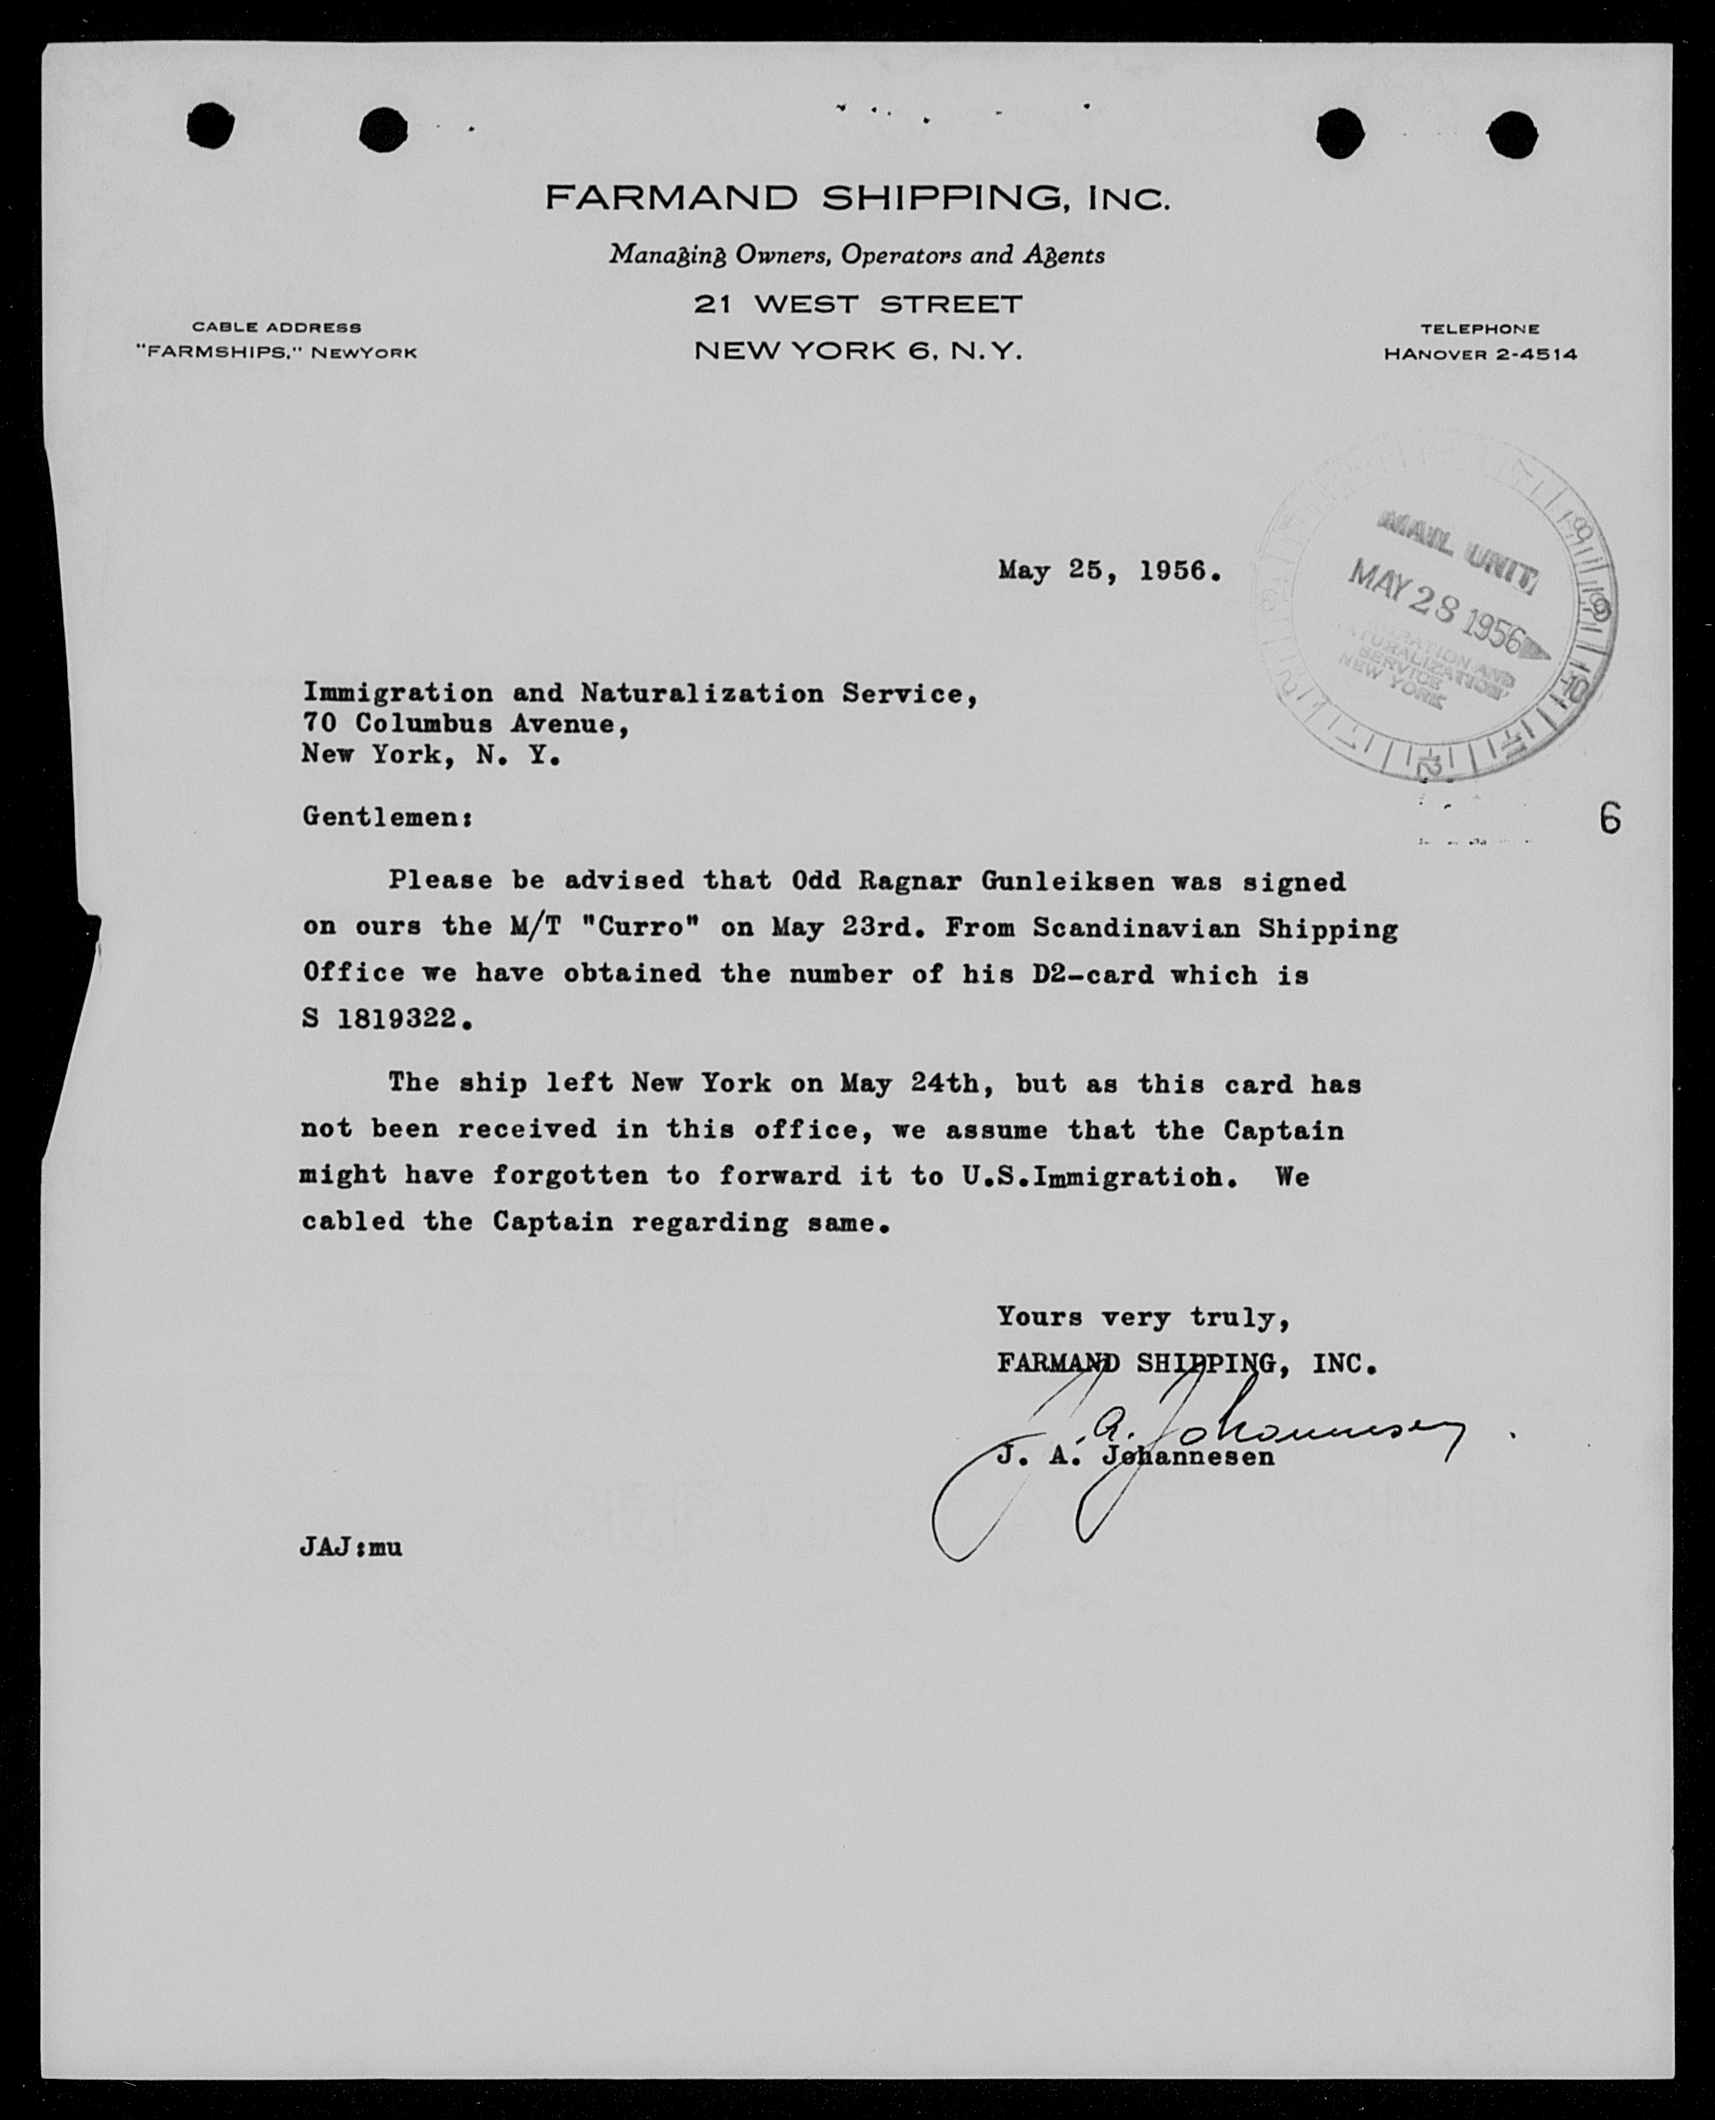 FARMAND SHIPPING, INC.
Managing Owners, Operators and Agents
21 WEST STREET
NEW YORK 6, N.Y.
CABLE ADDRESS
"FARMSHIPS," NEWYORK
TELEPHONE
HANOVER 2-4514
May 25, 1956.
MAIL UNIT
MAY 28 1956
NATURALIZATION
SERVICE
NEW YORK
Immigration and Naturalization Service,
70 Columbus Avenue,
New York, N. Y.
Gentlemen:
6
Please be advised that Odd Ragnar Gunleiksen was signed
on ours the M/T "Curro" on May 23rd. From Scandinavian Shipping
Office we have obtained the number of his D2-card which is
S 1819322.
The ship left New York on May 24th, but as this card has
not been received in this office, we assume that the Captain
might have forgotten to forward it to U.S.Immigratioh. We
cabled the Captain regarding same.
Yours very truly,
FARMAND SHIPPING, INC.
J. A. Johannesen
J. A. Johannesen
JAJ:mu